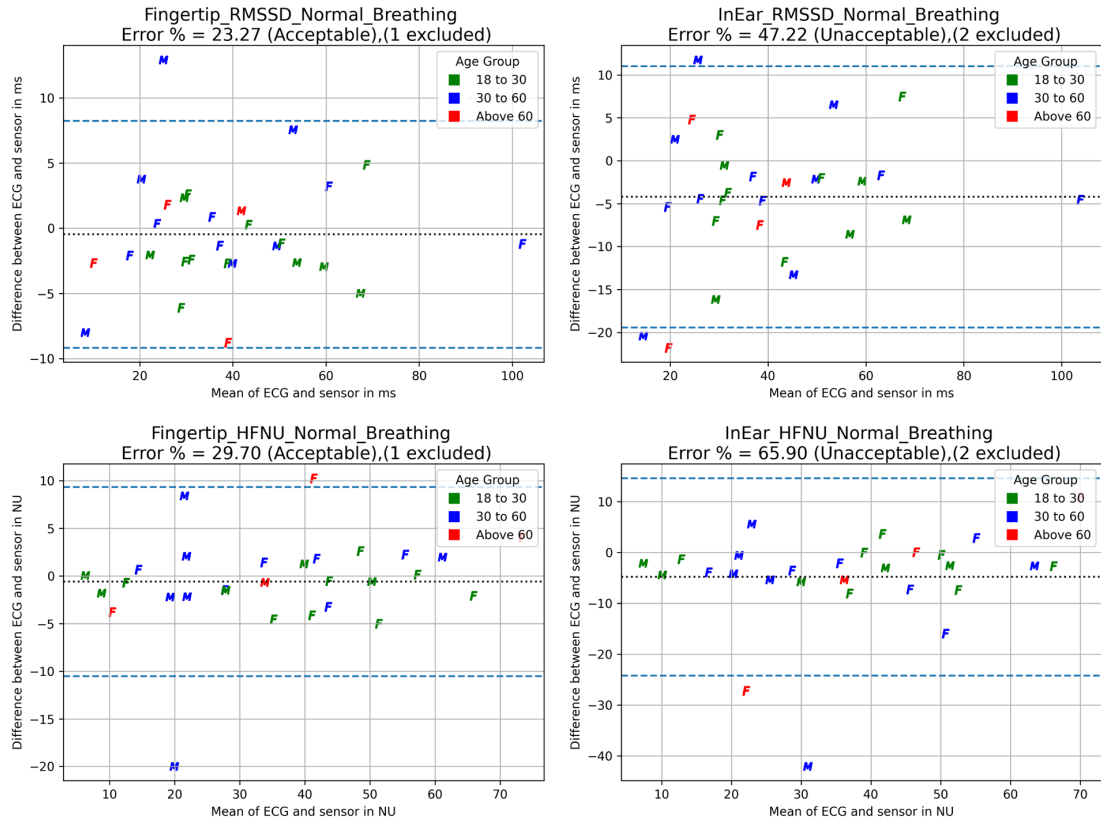 Fingertip_RMSSD_Normal_Breathing
Error % = 23.27 (Acceptable),(1 excluded)
Difference between ECG and sensor in ms
10
5
0
−5
−10
Age Group
18 to 30
30 to 60
Above 60
20
40
60
80
100
Mean of ECG and sensor in ms
InEar_RMSSD_Normal_Breathing
Error % = 47.22 (Unacceptable),(2 excluded)
Difference between ECG and sensor in ms
10
5
0
−5
−10
−15
−20
Age Group
18 to 30
30 to 60
Above 60
20
40
60
80
100
Mean of ECG and sensor in ms
Fingertip_HFNU_Normal_Breathing
Error % = 29.70 (Acceptable),(1 excluded)
Difference between ECG and sensor in NU
10
5
0
−5
−10
−15
−20
Age Group
18 to 30
30 to 60
Above 60
10
20
30
40
50
60
70
Mean of ECG and sensor in NU
InEar_HFNU_Normal_Breathing
Error % = 65.90 (Unacceptable),(2 excluded)
Difference between ECG and sensor in NU
10
0
−10
−20
−30
−40
Age Group
18 to 30
30 to 60
Above 60
10
20
30
40
50
60
70
Mean of ECG and sensor in NU